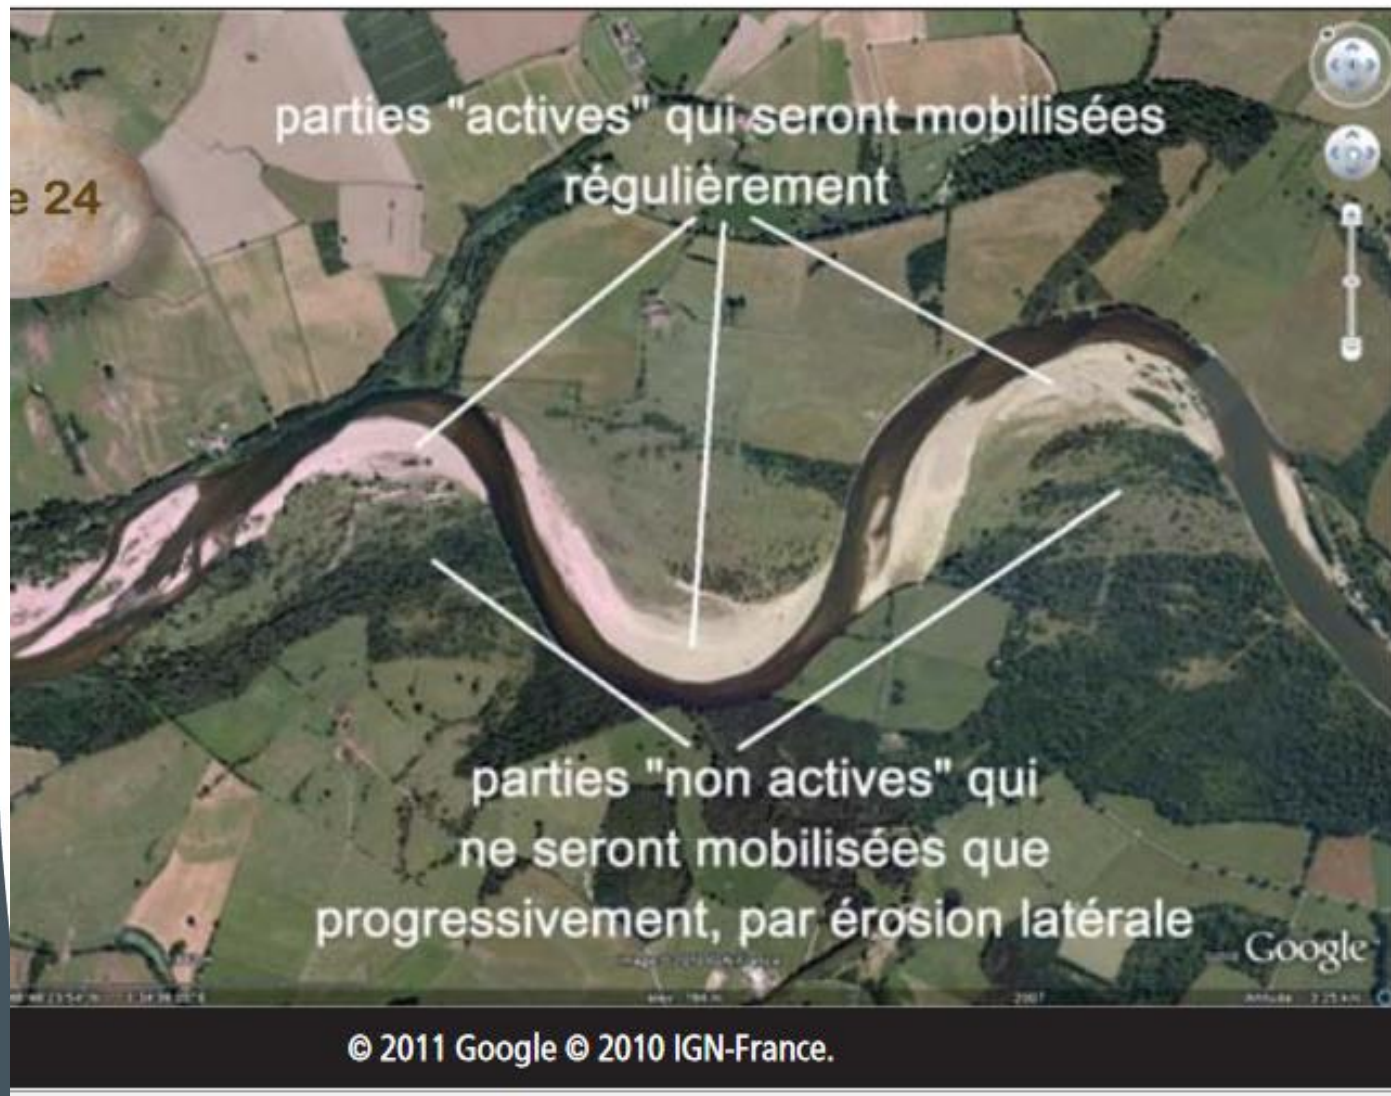 parties "actives" qui seront mobilisées
régulièrement
e 24
parties "non actives" qui
ne seront mobilisées que
progressivement, par érosion latérale
Google
2007
© 2011 Google © 2010 IGN-France.